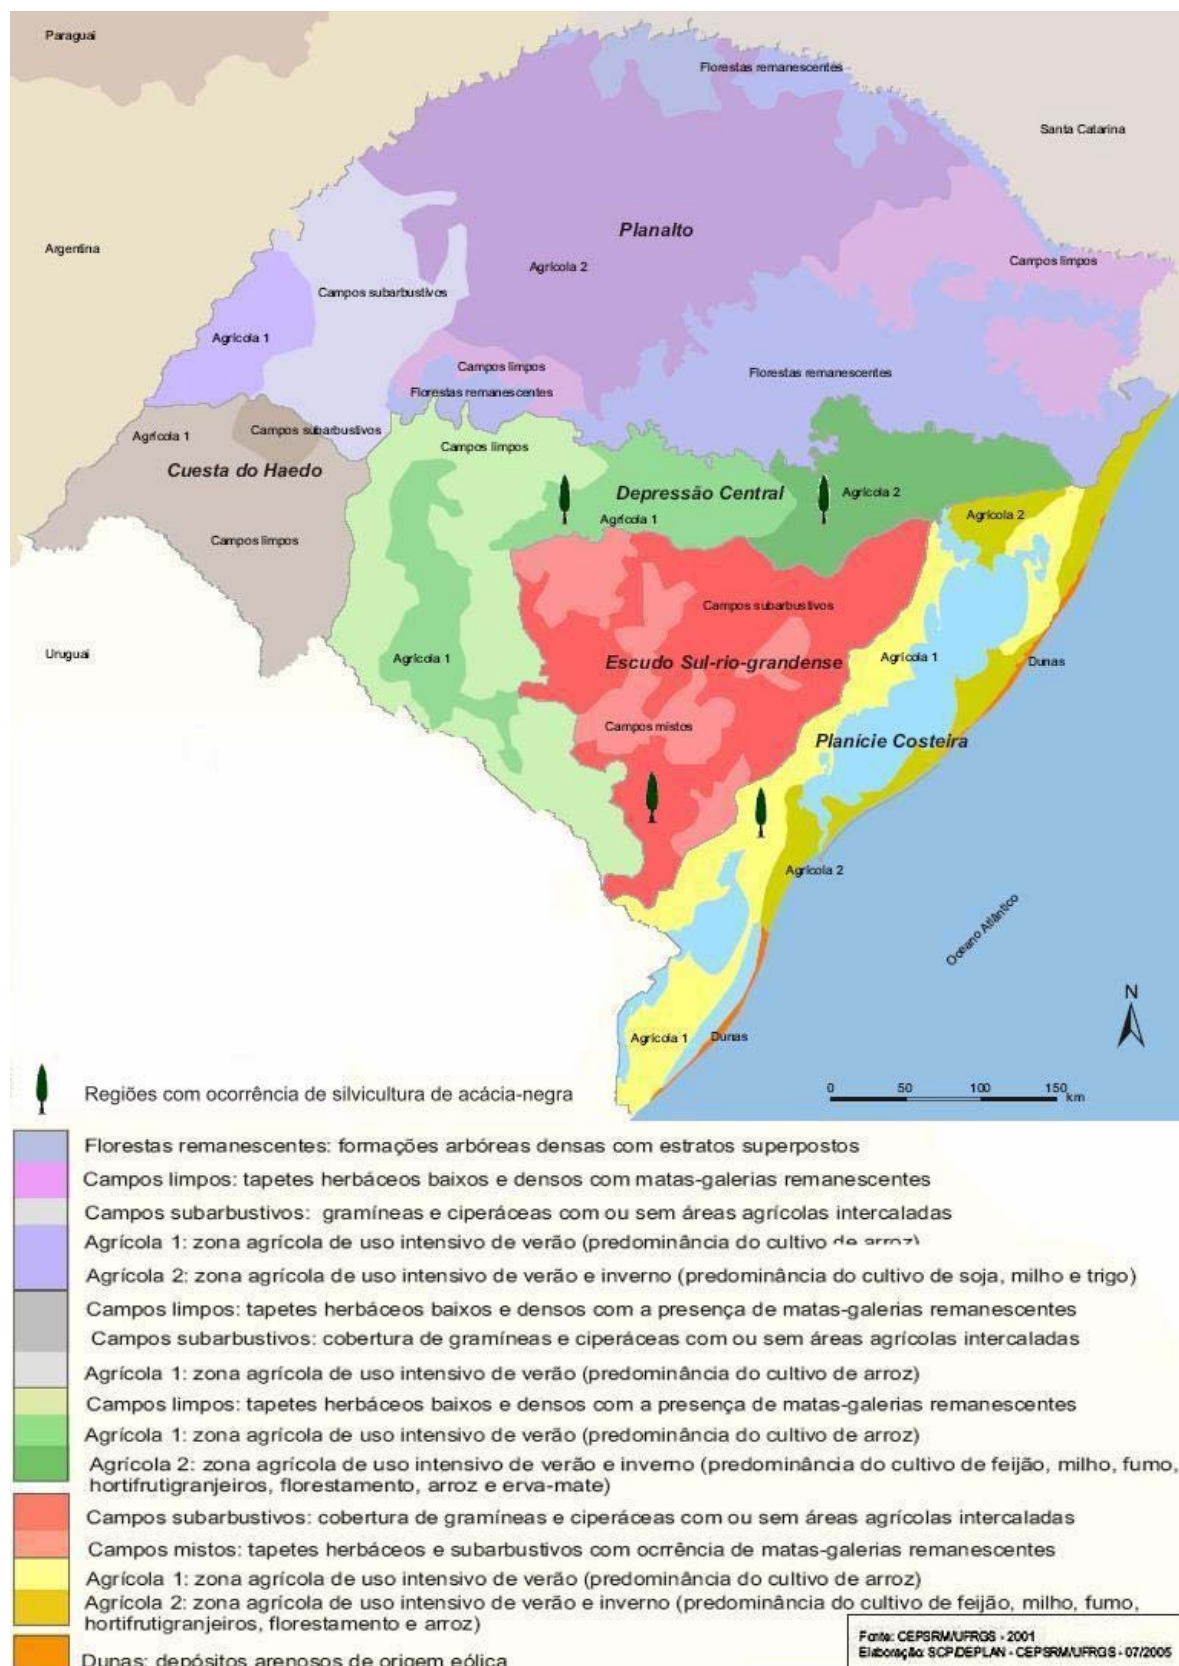 Paraguai
Florestas remanescentes
Santa Catarina
Argentina
Planalto
Agrícola 2
Campos limpos
Campos subarbustivos
Agrícola 1
Campos limpos
Florestas remanescentes
Florestas remanescentes
Agrícola 1
Campos subarbustivos
Campos limpos
Cuesta do Haedo
Depressão Central
Agrícola 2
Agrícola 1
Agrícola 2
Campos limpos
Campos subarbustivos
Uruguai
Agrícola 1
Escudo Sul-rio-grandense
Agrícola 1
Dunas
Campos mistos
Planície Costeira
Agrícola 2
Oceano Atlântico
N
Agrícola 1
Dunas
0 50 100 150
km
Regiões com ocorrência de silvicultura de acácia-negra
Florestas remanescentes: formações arbóreas densas com estratos superpostos
Campos limpos: tapetes herbáceos baixos e densos com matas-galerias remanescentes
Campos subarbustivos: gramíneas e ciperáceas com ou sem áreas agrícolas intercaladas
Agrícola 1: zona agrícola de uso intensivo de verão (predominância do cultivo de arroz)
Agrícola 2: zona agrícola de uso intensivo de verão e inverno (predominância do cultivo de soja, milho e trigo)
Campos limpos: tapetes herbáceos baixos e densos com a presença de matas-galerias remanescentes
Campos subarbustivos: cobertura de gramíneas e ciperáceas com ou sem áreas agrícolas intercaladas
Agrícola 1: zona agrícola de uso intensivo de verão (predominância do cultivo de arroz)
Campos limpos: tapetes herbáceos baixos e densos com a presença de matas-galerias remanescentes
Agrícola 1: zona agrícola de uso intensivo de verão (predominância do cultivo de arroz)
Agrícola 2: zona agrícola de uso intensivo de verão e inverno (predominância do cultivo de feijão, milho, fumo,
hortifrutigranjeiros, florestamento, arroz e erva-mate)
Campos subarbustivos: cobertura de gramíneas e ciperáceas com ou sem áreas agrícolas intercaladas
Campos mistos: tapetes herbáceos e subarbustivos com ocrrência de matas-galerias remanescentes
Agrícola 1: zona agrícola de uso intensivo de verão (predominância do cultivo de arroz)
Agrícola 2: zona agrícola de uso intensivo de verão e inverno (predominância do cultivo de feijão, milho, fumo,
hortifrutigranjeiros, florestamento e arroz)
Dunas: depósitos arenosos de origem eólica
Fonte: CEPSRM/UFRGS - 2001
Elaboração: SCP/DEPLAN - CEPSRM/UFRGS - 07/2005